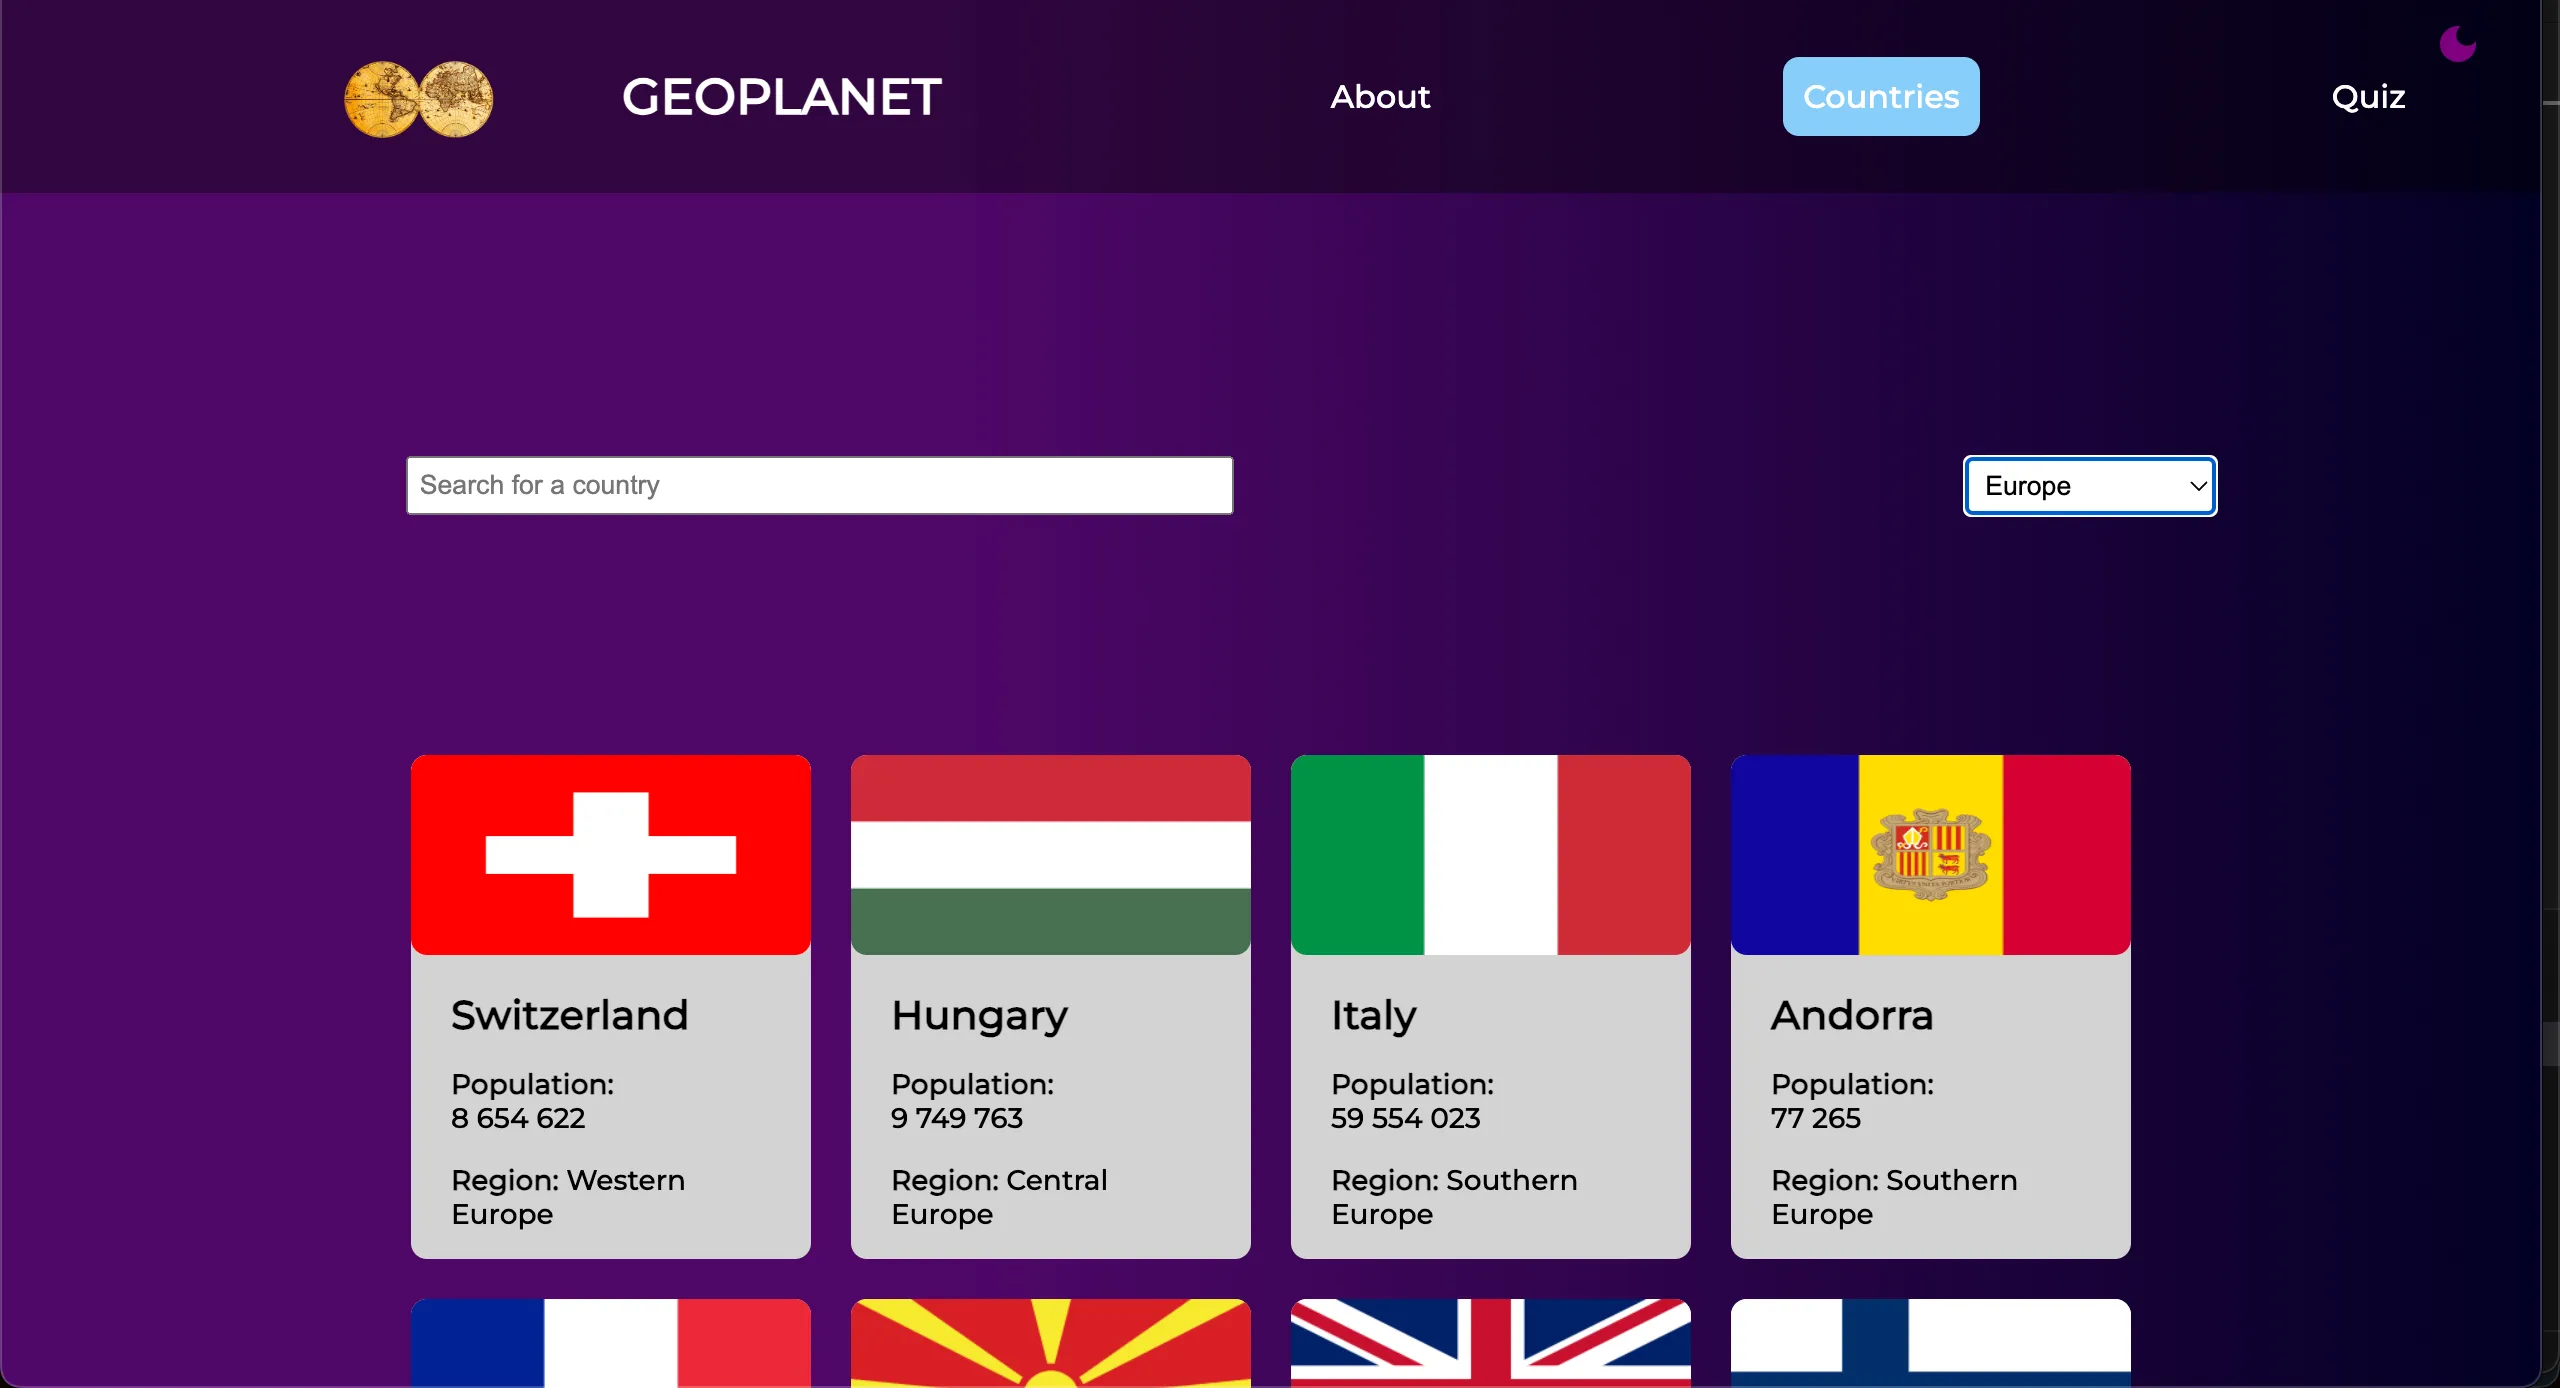 GEOPLANET
About
Countries
Quiz
Search for a country
Europe
Switzerland
Population:
8 654 622
Region: Western
Europe
Hungary
Population:
9 749 763
Region: Central
Europe
Italy
Population:
59 554 023
Region: Southern
Europe
Andorra
Population:
77 265
Region: Southern
Europe